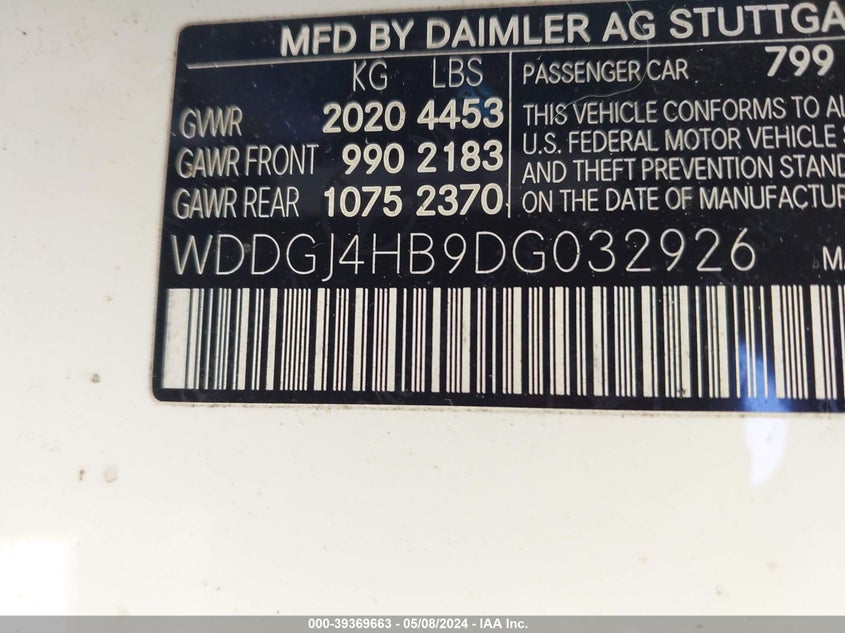 MFD BY DAIMLER AG STUTTGA
KG LBS
GVWR 2020 4453
GAWR FRONT 990 2183
GAWR REAR 1075 2370
PASSENGER CAR 799
THIS VEHICLE CONFORMS TO AL
U.S. FEDERAL MOTOR VEHICLE S
AND THEFT PREVENTION STAND
ON THE DATE OF MANUFACTUR
WDDGJ4HB9DG032926 MA
000-39369663 — 05/08/2024 — IAA Inc.